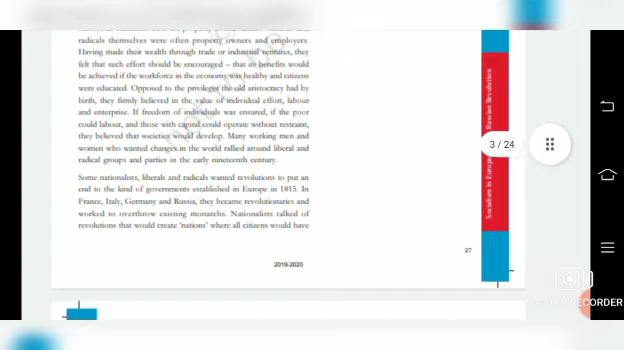 radicals themselves were often property owners and employers.
Having made their wealth through trade or industrial ventures, they
felt that such effort should be encouraged – that its benefits would
be achieved if the workforce in the economy was healthy and citizens
were educated. Opposed to the privileges the old aristocracy had by
birth, they firmly believed in the value of individual effort, labour
and enterprise. If freedom of individuals was ensured, if the poor
could labour, and those with capital could operate without restraint,
they believed that societies would develop. Many working men and
women who wanted changes in the world rallied around liberal and
radical groups and parties in the early nineteenth century.
Some nationalists, liberals and radicals wanted revolutions to put an
end to the kind of governments established in Europe in 1815. In
France, Italy, Germany and Russia, they became revolutionaries and
worked to overthrow existing monarchs. Nationalists talked of
revolutions that would create ‘nations’ where all citizens would have
27
2019-2020
Socialism in Europe
Russian Revolution
3 / 24
RECORDER